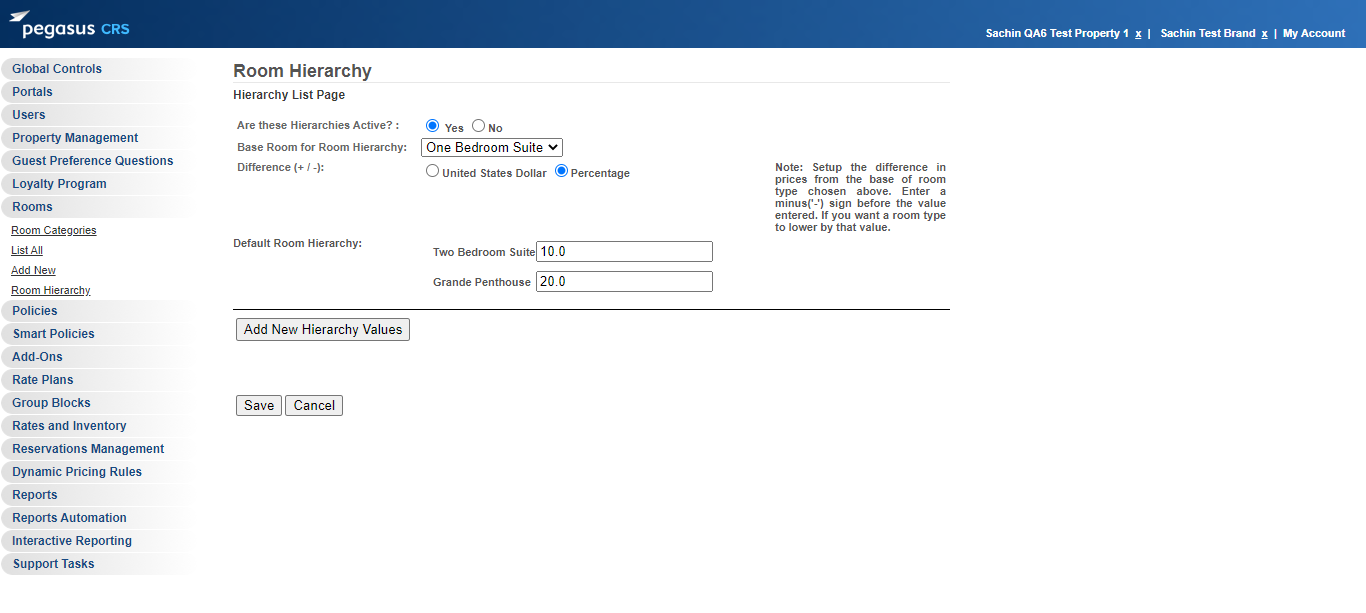 pegasus CRS
Sachin QA6 Test Property 1 x | Sachin Test Brand x | My Account
Global Controls
Portals
Users
Property Management
Guest Preference Questions
Loyalty Program
Rooms
Room Categories
List All
Add New
Room Hierarchy
Policies
Smart Policies
Add-Ons
Rate Plans
Group Blocks
Rates and Inventory
Reservations Management
Dynamic Pricing Rules
Reports
Reports Automation
Interactive Reporting
Support Tasks
Room Hierarchy
Hierarchy List Page
Are these Hierarchies Active? : Yes No
Base Room for Room Hierarchy: One Bedroom Suite
Difference (+ / -): United States Dollar Percentage
Note: Setup the difference in
prices from the base of room
type chosen above. Enter a
minus('-') sign before the value
entered. If you want a room type
to lower by that value.
Default Room Hierarchy:
Two Bedroom Suite 10.0
Grande Penthouse 20.0
Add New Hierarchy Values
Save Cancel